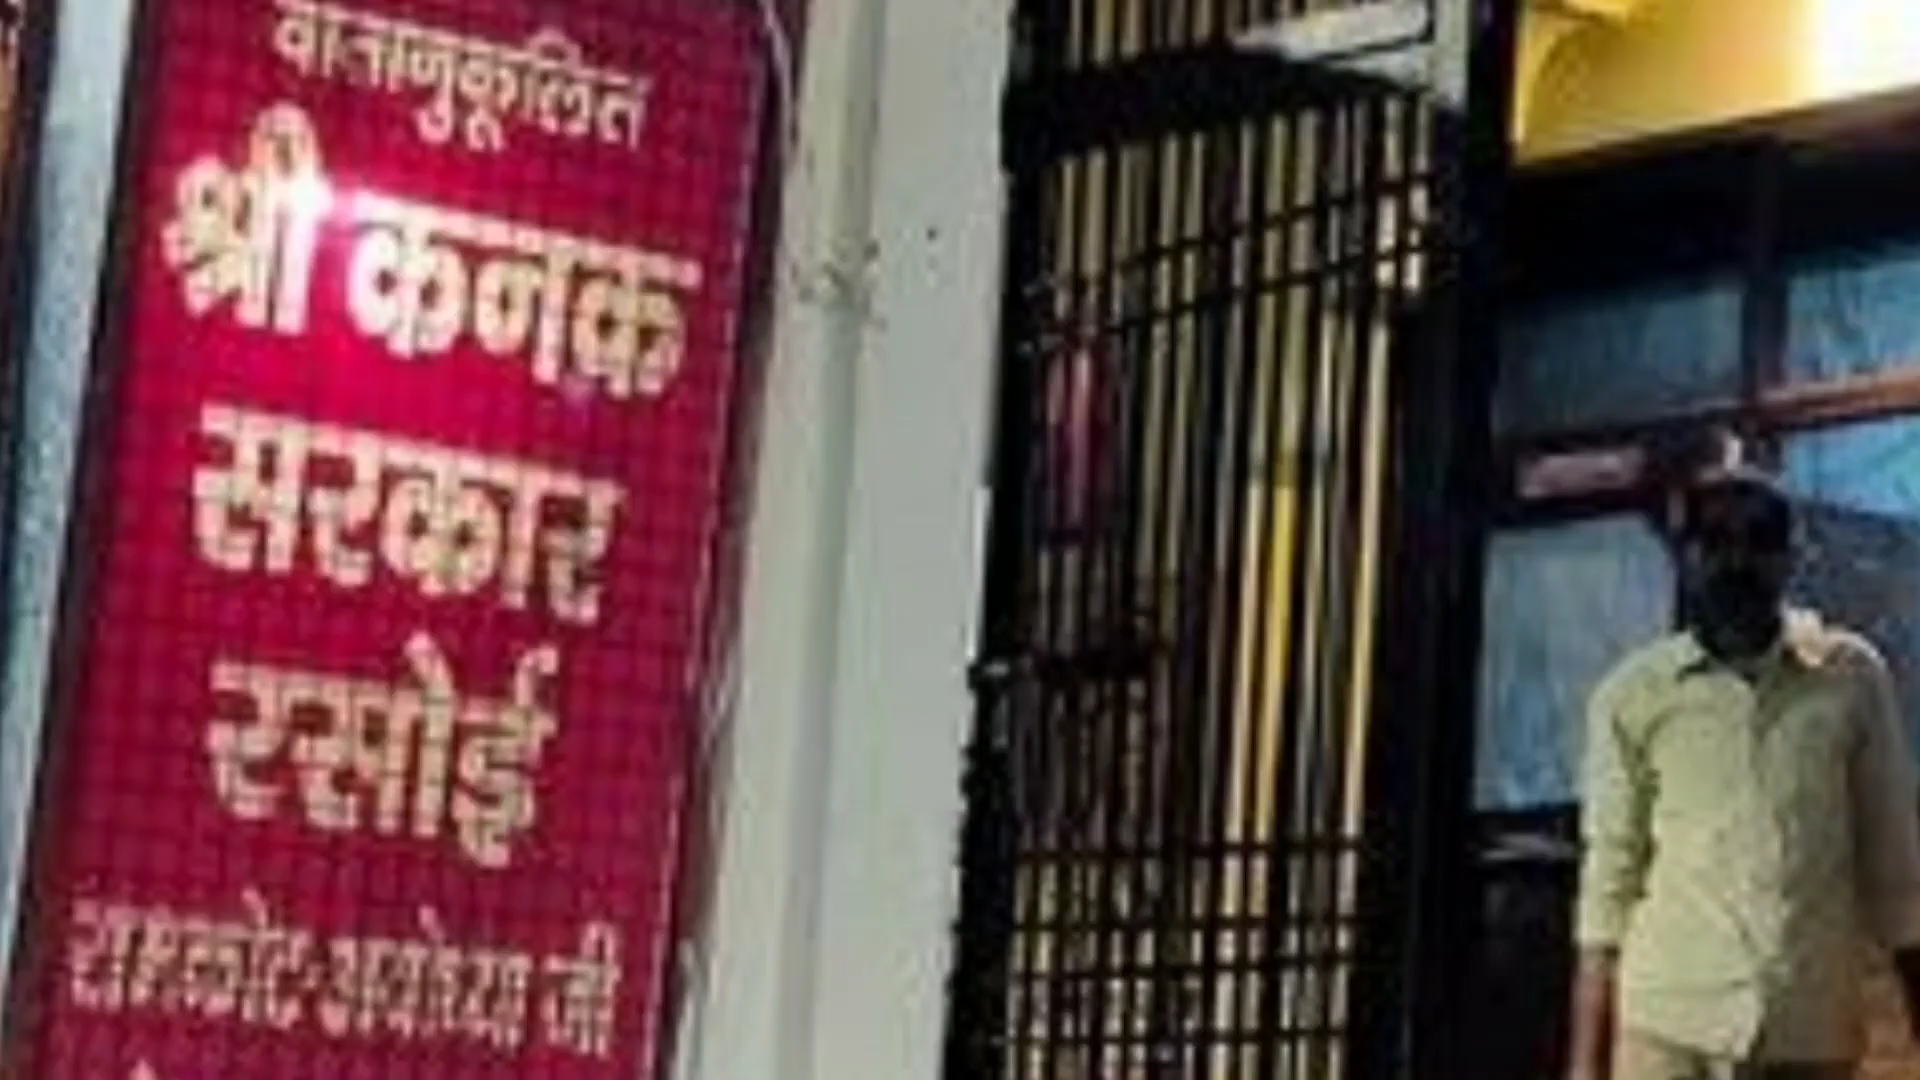 वातानुकूलित
श्री कनक
सरकार
रसोई
रामकोट-अयोध्या जी